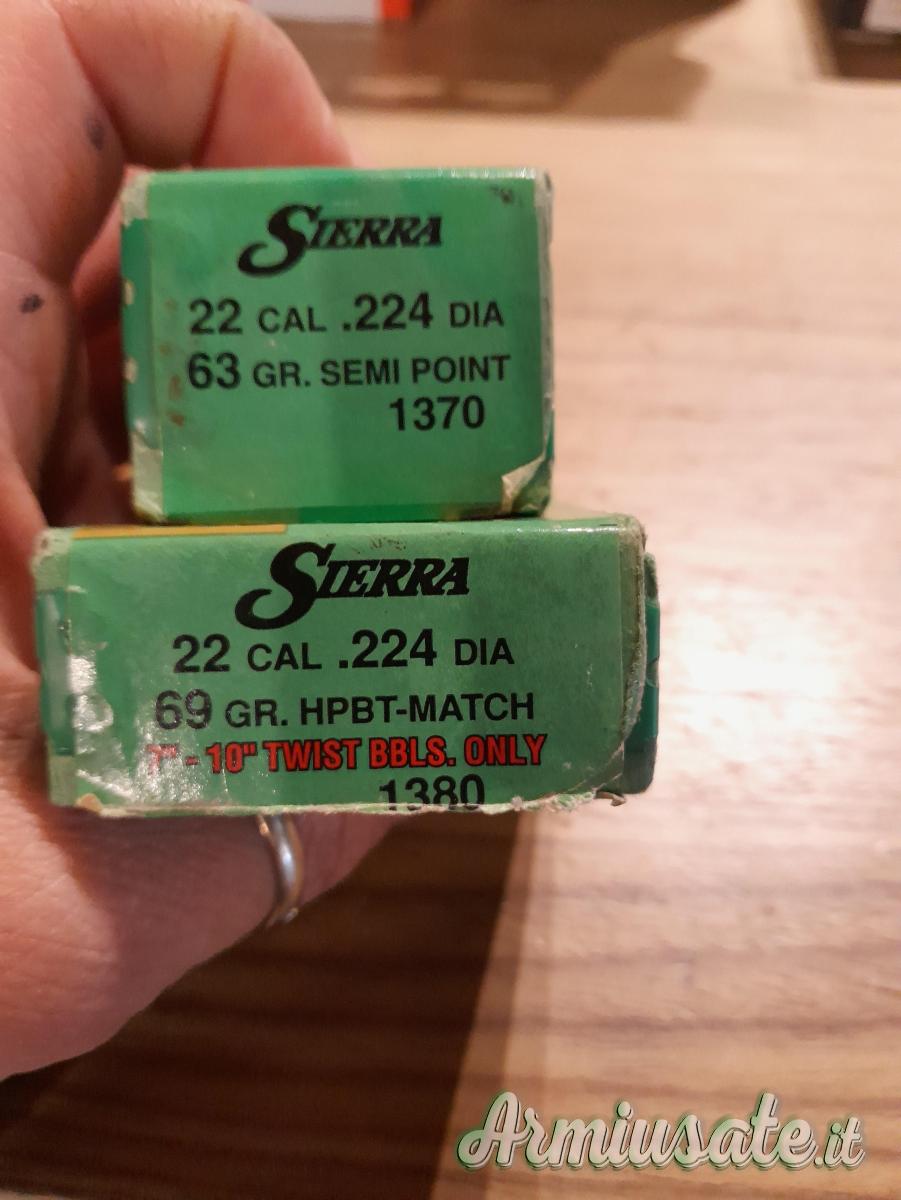 SIERRA
22 CAL .224 DIA
63 GR. SEMI POINT
1370
SIERRA
22 CAL .224 DIA
69 GR. HPBT-MATCH
7" - 10" TWIST BBLS. ONLY
1380
Armiusate.it